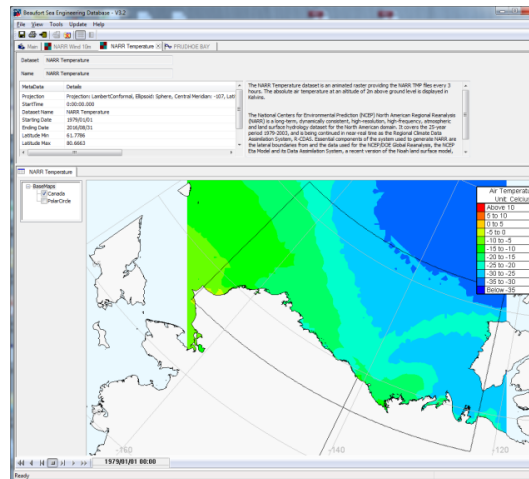 Beaufort Sea Engineering Database - V3.2
File View Tools Update Help
Main NARR Wind 10m NARR Temperature PRUDHOE BAY
Dataset NARR Temperature
Name NARR Temperature
MetaData Details
Projection Projection: LambertConformal, Ellipsoid: Sphere, Central Meridian: -107, Lati
StartTime 0:00:00.000
Dataset Name NARR Temperature
Starting Date 1979/01/01
Ending Date 2016/08/31
Latitude Min 61.7786
Latitude Max 80.6663
The NARR Temperature dataset is an animated raster providing the NARR TMP files every 3
hours. The absolute air temperature at an altitude of 2m above ground level is displayed in
Kelvins.
The National Centers for Environmental Prediction (NCEP) North American Regional Reanalysis
(NARR) is a long-term, dynamically consistent, high-resolution, high-frequency, atmospheric
and land surface hydrology dataset for the North American domain. It covers the 25-year
period 1979-2003, and is being continued in near-real time as the Regional Climate Data
Assimilation System, R-CDAS. Essential components of the system used to generate NARR are
the lateral boundaries from and the data used for the NCEP/DOE Global Reanalysis, the NCEP
Eta Model and its Data Assimilation System, a recent version of the Noah land-surface model,
NARR Temperature
BaseMaps
Canada
PolarCircle
Air Temperatu
Unit: Celcius
Above 10
5 to 10
0 to 5
-5 to 0
-10 to -5
-15 to -10
-20 to -15
-25 to -20
-30 to -25
-35 to -30
Below -35
-160 -140 -120
1979/01/01 00:00
Ready